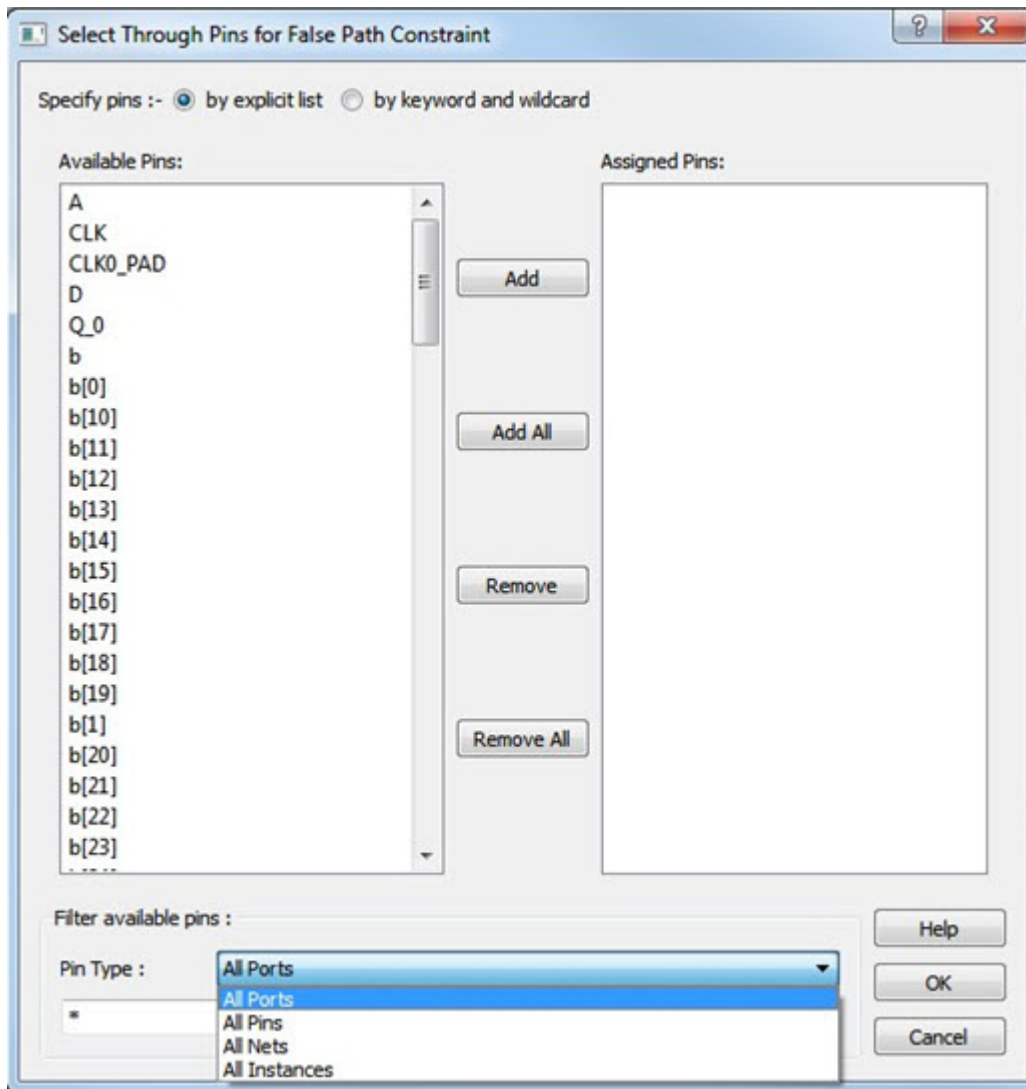 Select Through Pins for False Path Constraint
Specify pins :- by explicit list by keyword and wildcard
Available Pins:
A
CLK
CLK0_PAD
D
Q_0
b
b[0]
b[10]
b[11]
b[12]
b[13]
b[14]
b[15]
b[16]
b[17]
b[18]
b[19]
b[1]
b[20]
b[21]
b[22]
b[23]
Add
Add All
Remove
Remove All
Assigned Pins:
Filter available pins :
Pin Type :
All Ports
All Ports
All Pins
All Nets
All Instances
*
Help
OK
Cancel